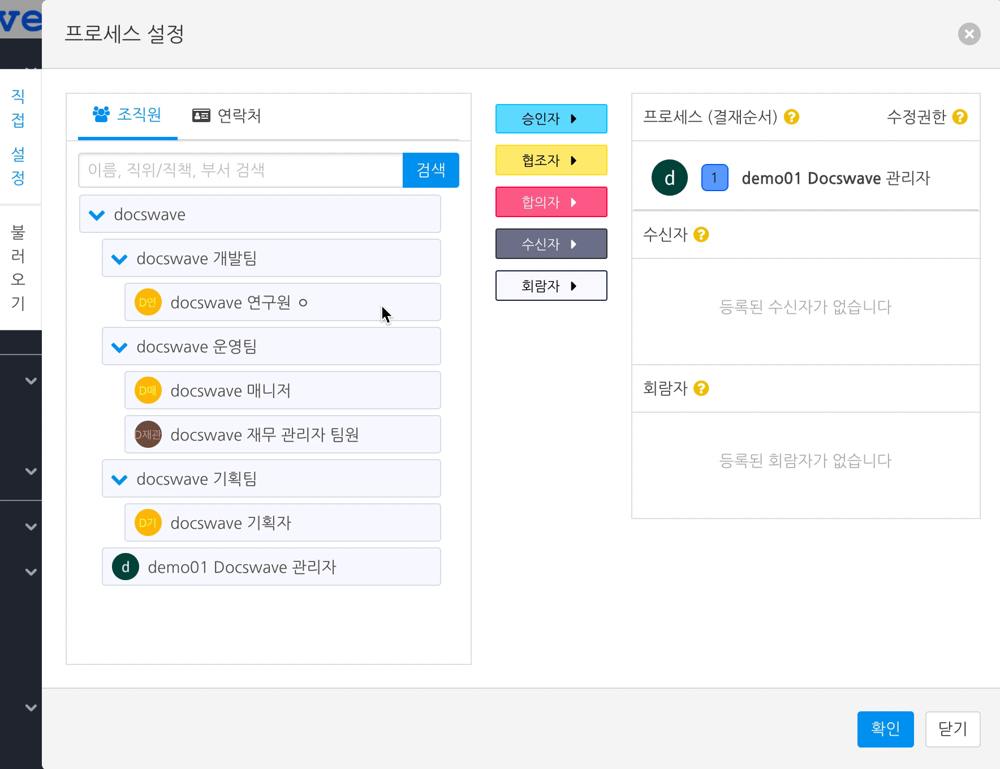 ve
프로세스 설정
직접 설정
불러오기
조직원 연락처
이름, 직위/직책, 부서 검색 검색
docswave
docswave 개발팀
D연 docswave 연구원 ㅇ
docswave 운영팀
D매 docswave 매니저
D재관 docswave 재무 관리자 팀원
docswave 기획팀
D기 docswave 기획자
d demo01 Docswave 관리자
승인자
협조자
합의자
수신자
회람자
프로세스 (결재순서) ? 수정권한 ?
d 1 demo01 Docswave 관리자
수신자 ?
등록된 수신자가 없습니다
회람자 ?
등록된 회람자가 없습니다
확인 닫기